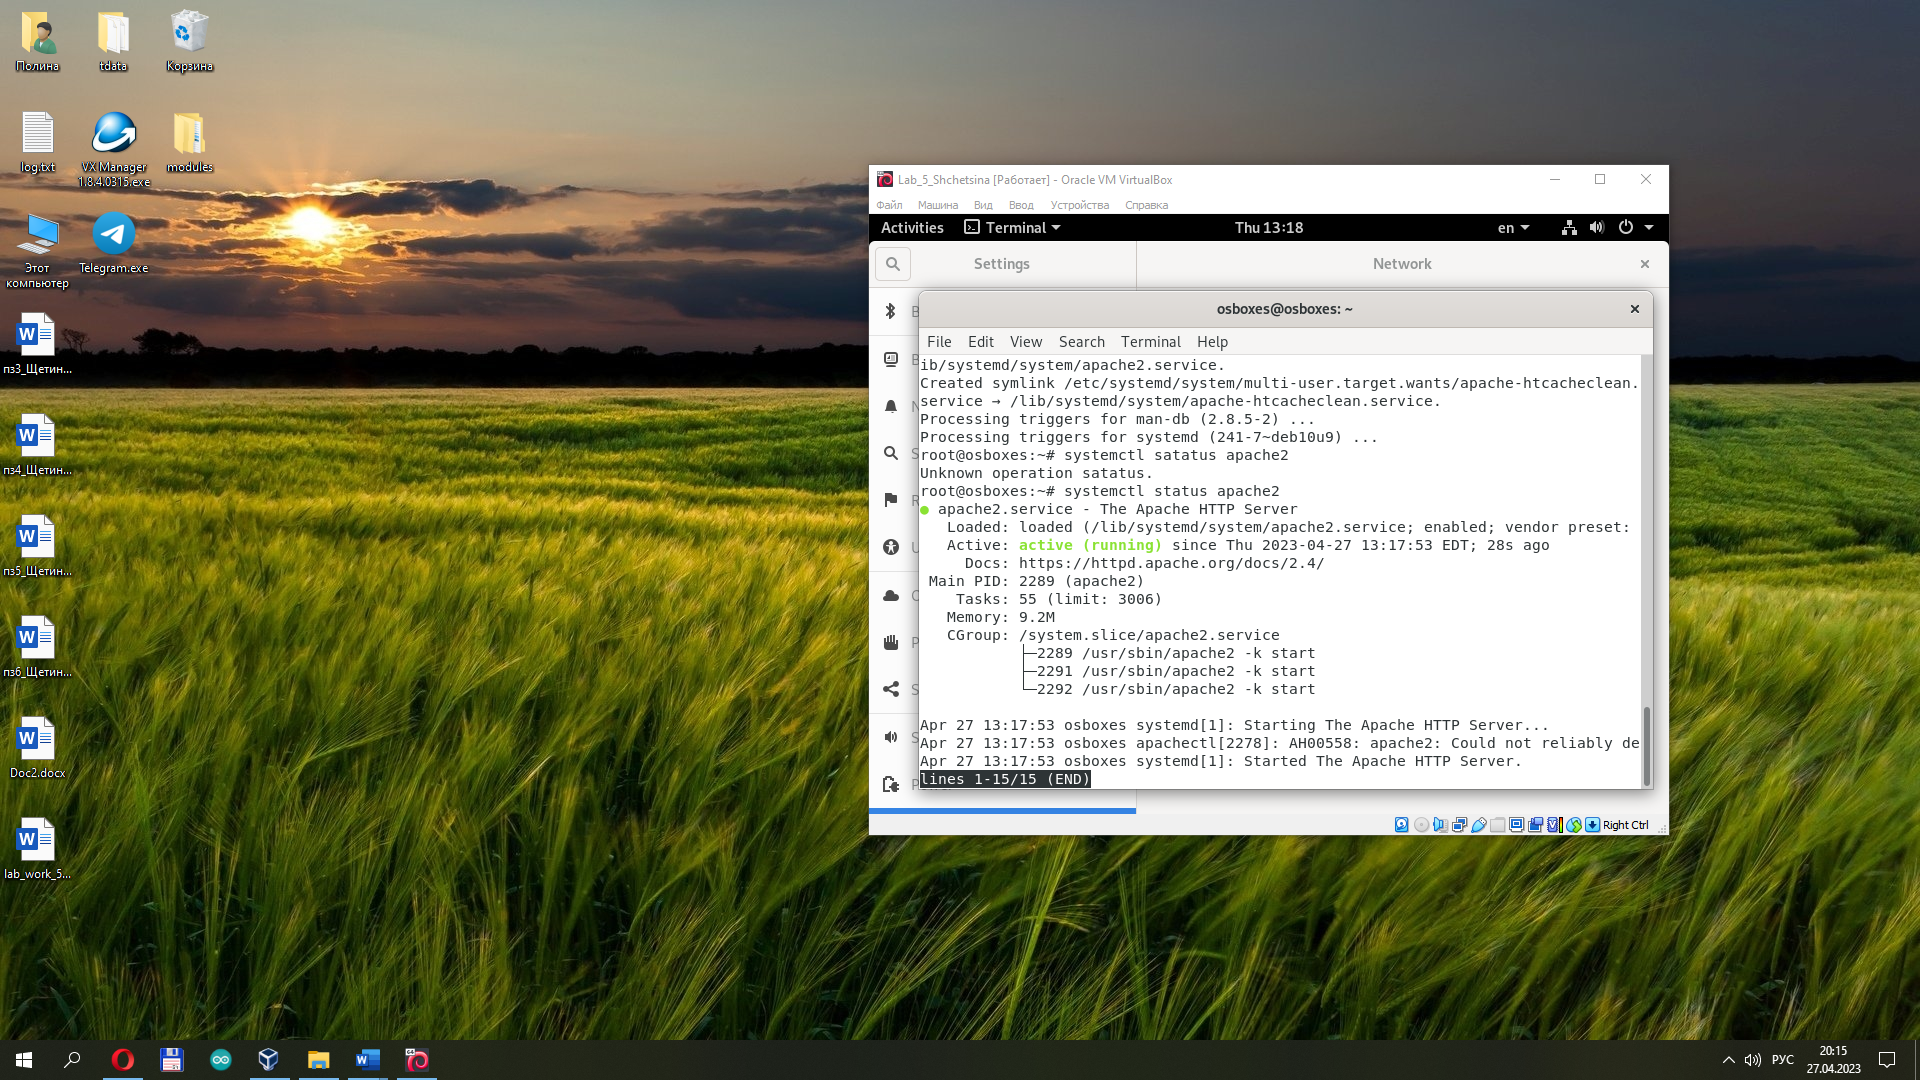 Полина
tdata
Корзина
log.txt
VX Manager
1.8.4.0315.exe
modules
Этот
компьютер
Telegram.exe
пз3_Щетин...
пз4_Щетин...
пз5_Щетин...
пз6_Щетин...
Doc2.docx
lab_work_5...
Lab_5_Shchetsina [Работает] - Oracle VM VirtualBox
Файл Машина Вид Ввод Устройства Справка
Activities Terminal Thu 13:18 en
Settings Network
osboxes@osboxes: ~
File Edit View Search Terminal Help
ib/systemd/system/apache2.service.
Created symlink /etc/systemd/system/multi-user.target.wants/apache-htcacheclean.
service → /lib/systemd/system/apache-htcacheclean.service.
Processing triggers for man-db (2.8.5-2) ...
Processing triggers for systemd (241-7~deb10u9) ...
root@osboxes:~# systemctl satatus apache2
Unknown operation satatus.
root@osboxes:~# systemctl status apache2
● apache2.service - The Apache HTTP Server
Loaded: loaded (/lib/systemd/system/apache2.service; enabled; vendor preset:
Active: active (running) since Thu 2023-04-27 13:17:53 EDT; 28s ago
Docs: https://httpd.apache.org/docs/2.4/
Main PID: 2289 (apache2)
Tasks: 55 (limit: 3006)
Memory: 9.2M
CGroup: /system.slice/apache2.service
├─2289 /usr/sbin/apache2 -k start
├─2291 /usr/sbin/apache2 -k start
└─2292 /usr/sbin/apache2 -k start
Apr 27 13:17:53 osboxes systemd[1]: Starting The Apache HTTP Server...
Apr 27 13:17:53 osboxes apachectl[2278]: AH00558: apache2: Could not reliably de
Apr 27 13:17:53 osboxes systemd[1]: Started The Apache HTTP Server.
lines 1-15/15 (END)
Right Ctrl
РУС
20:15
27.04.2023